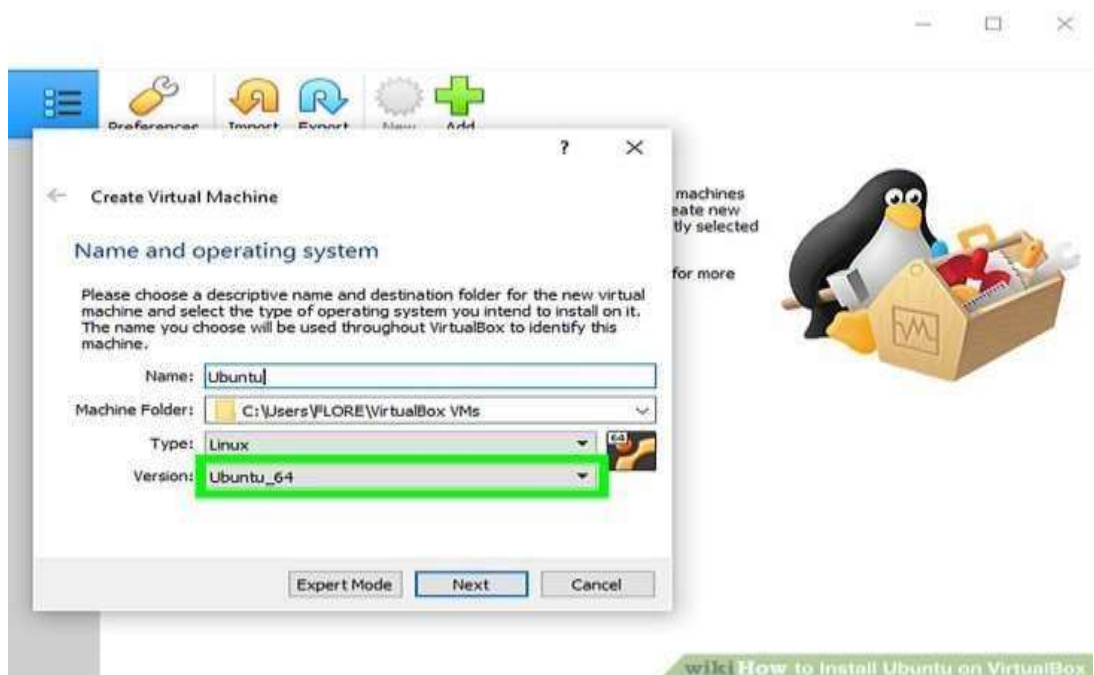 Preferences Import Export New Add
? 
Create Virtual Machine
machines
eate new
tly selected
Name and operating system
for more
Please choose a descriptive name and destination folder for the new virtual
machine and select the type of operating system you intend to install on it.
The name you choose will be used throughout VirtualBox to identify this
machine.
Name: Ubuntu
Machine Folder: C:\Users\FLORE\VirtualBox VMs
Type: Linux
64
Version: Ubuntu_64
Expert Mode Next Cancel
wikiHow to Install Ubuntu on VirtualBox